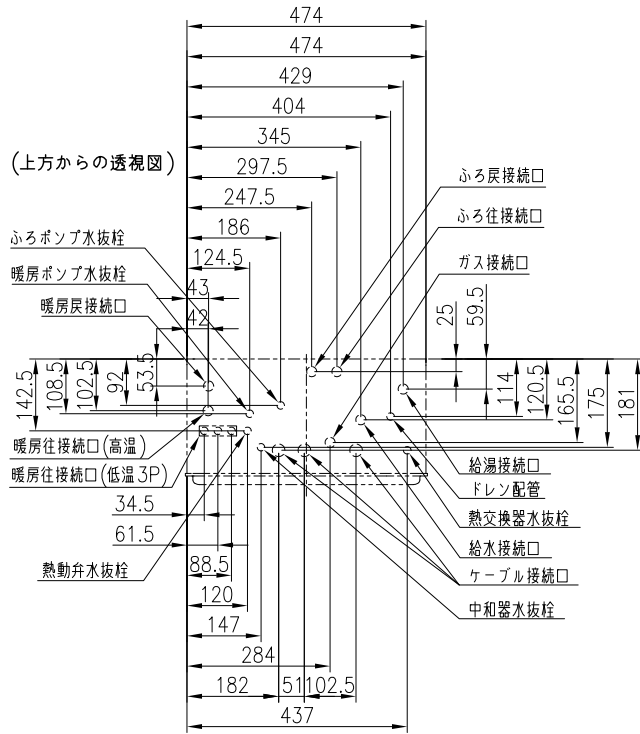 474
474
429
404
345
(上方からの透視図)
297.5
ふろ戻接続口
247.5
ふろ往接続口
186
ふろポンプ水抜栓
ガス接続口
124.5
暖房ポンプ水抜栓
43
暖房戻接続口
42
25
59.5
142.5
108.5
102.5
92
53.5
114
120.5
165.5
175
181
暖房往接続口(高温)
給湯接続口
暖房往接続口(低温3P)
ドレン配管
34.5
熱交換器水抜栓
61.5
給水接続口
88.5
熱動弁水抜栓
ケーブル接続口
120
中和器水抜栓
147
284
182
51
102.5
437